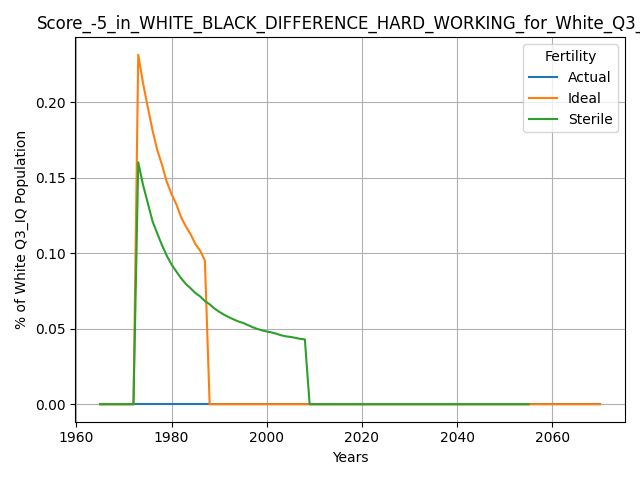 Score_-5_in_WHITE_BLACK_DIFFERENCE_HARD_WORKING_for_White_Q3_
Fertility
Actual
Ideal
Sterile
% of White Q3_IQ Population
0.20
0.15
0.10
0.05
0.00
1960 1980 2000 2020 2040 2060
Years